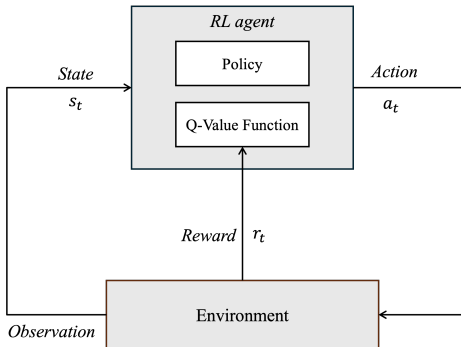 RL agent
Policy
State
s_t
Action
a_t
Q-Value Function
Reward
r_t
Environment
Observation